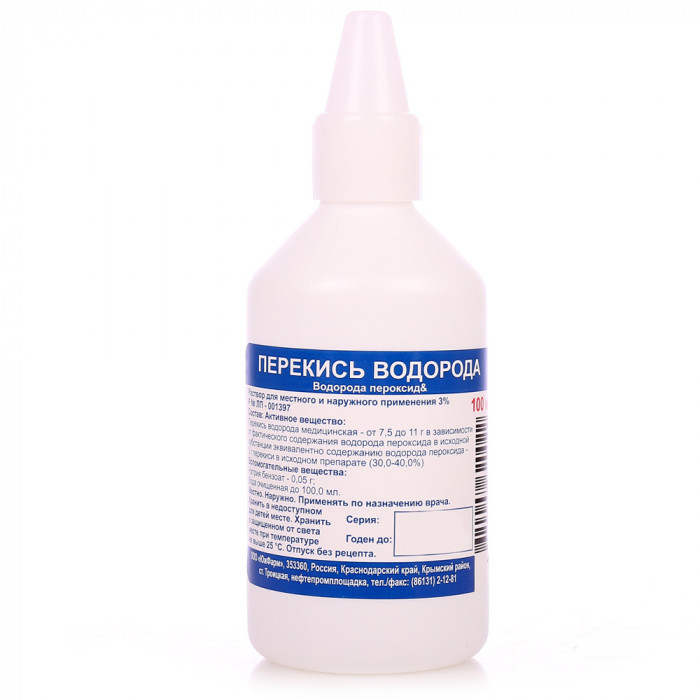 ПЕРЕКИСЬ ВОДОРОДА
Водорода пероксид&
Раствор для местного и наружного применения 3%
Р № ЛП - 001397
100
Состав: Активное вещество:
Перекись водорода медицинская - от 7,5 до 11 г в зависимости
фактического содержания водорода пероксида в исходной
убстанции эквивалентно содержанию водорода пероксида -
г перекиси в исходном препарате (30,0-40,0%)
Вспомогательные вещества:
атрия бензоат - 0,05 г;
Вода очищенная до 100,0 мл.
Местно. Наружно. Применять по назначению врача.
Хранить в недоступном
для детей месте. Хранить
защищенном от света
месте при температуре
не выше 25 °С. Отпуск без рецепта.
Серия:
Годен до:
ООО «ЮжФарм», 353360, Россия, Краснодарский край, Крымский район,
ст. Троицкая, нефтепромплощадка, тел./факс: (86131) 2-12-81